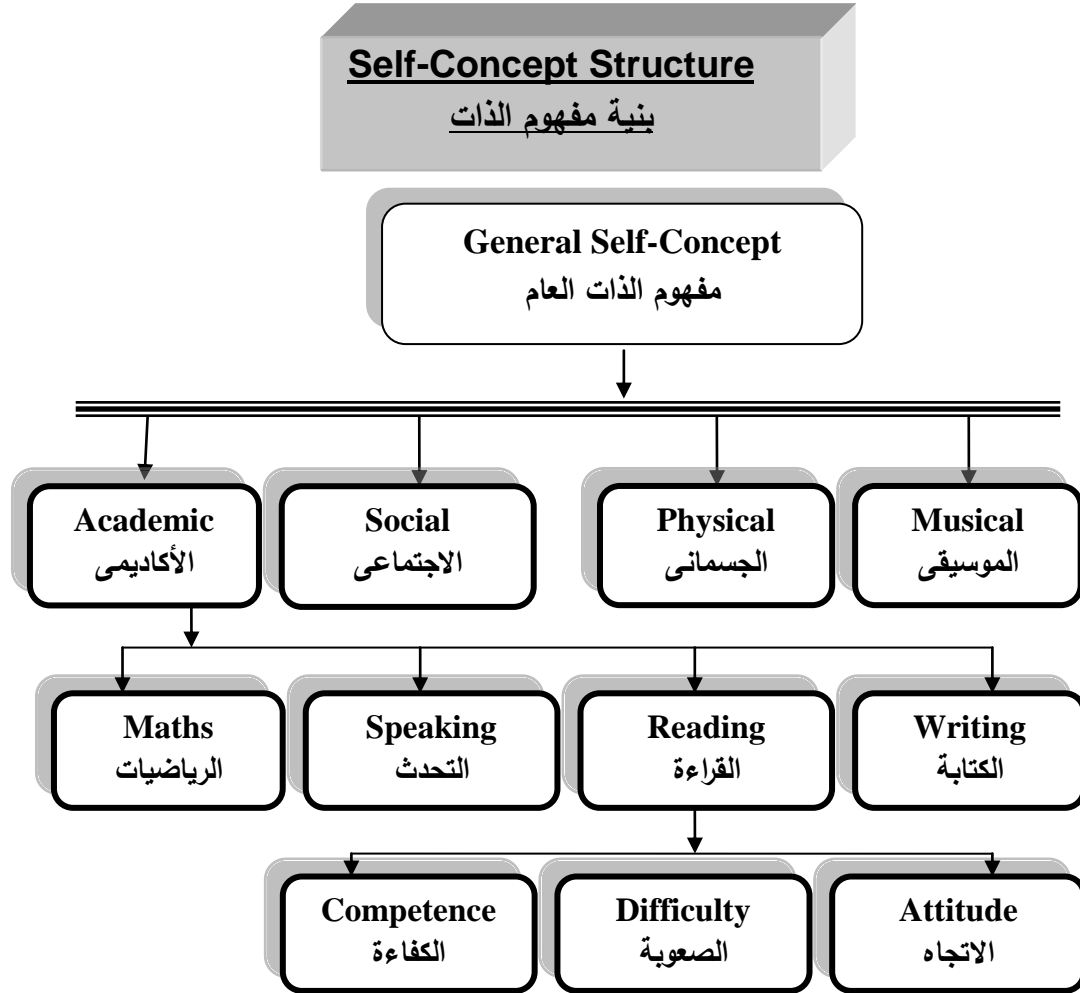 Self-Concept Structure
بنية مفهوم الذات
General Self-Concept
مفهوم الذات العام
Academic
الأكاديمى
Social
الاجتماعى
Physical
الجسمانى
Musical
الموسيقى
Maths
الرياضيات
Speaking
التحدث
Reading
القراءة
Writing
الكتابة
Competence
الكفاءة
Difficulty
الصعوبة
Attitude
الاتجاه